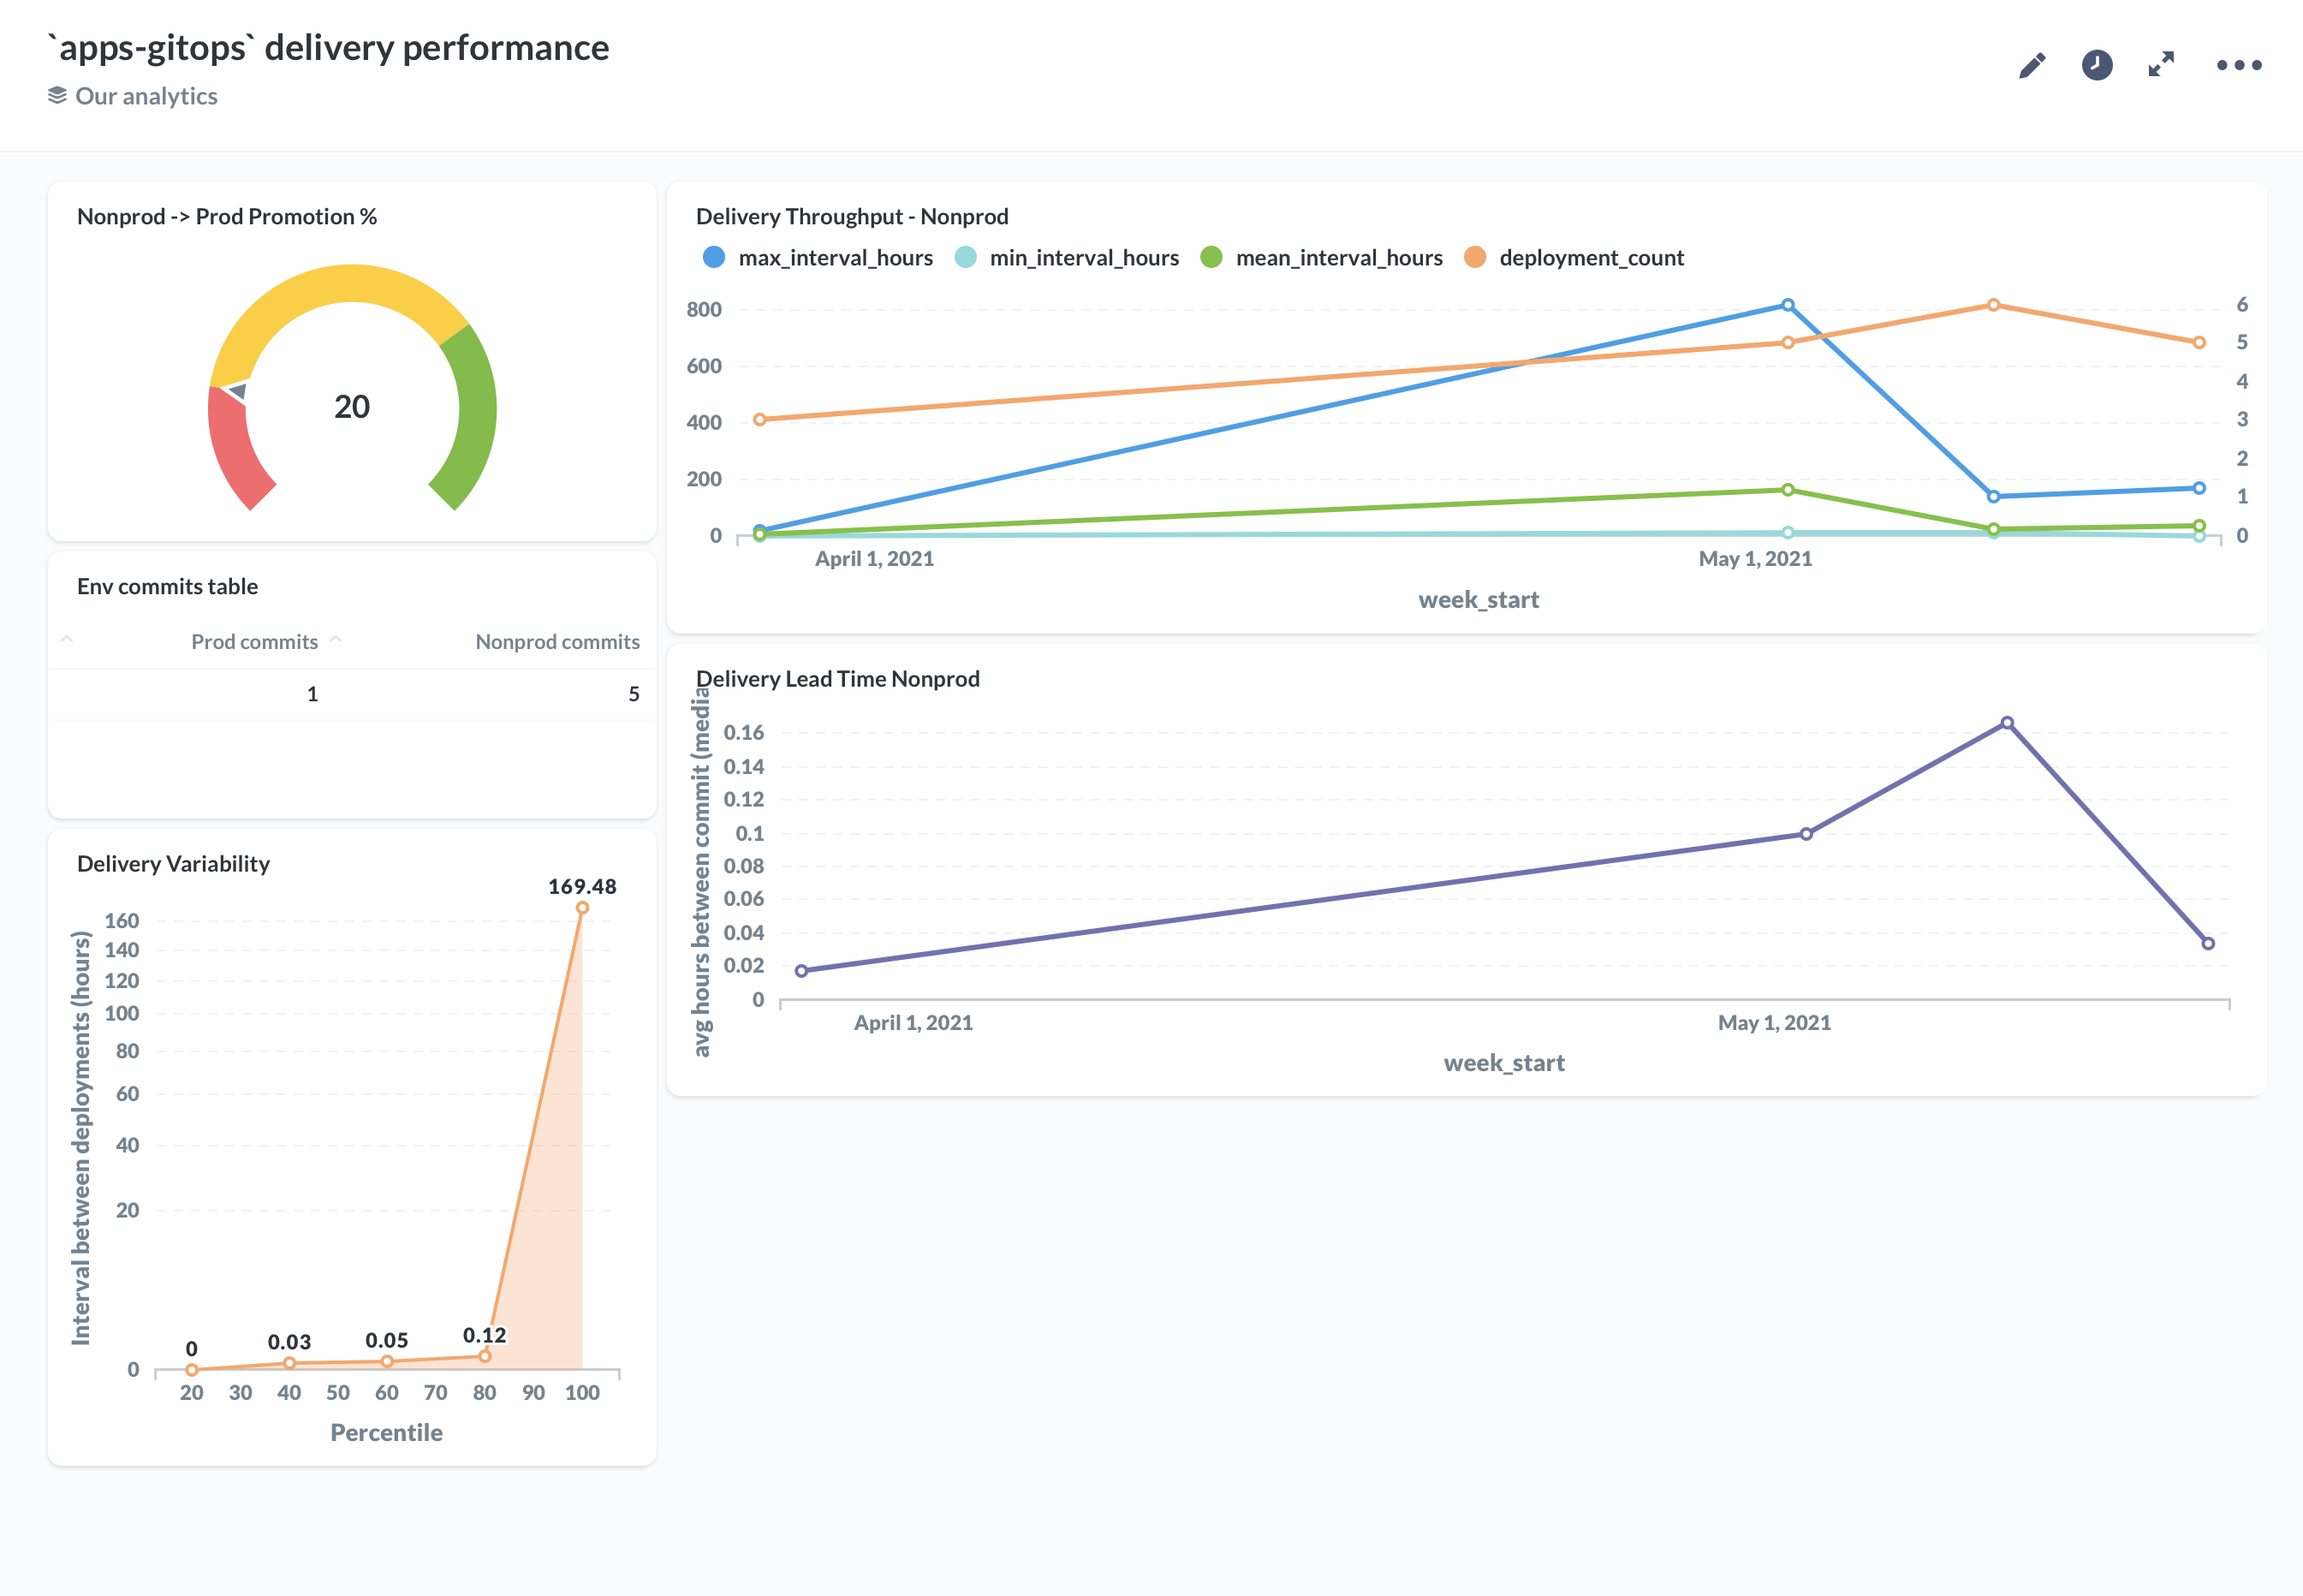 `apps-gitops` delivery performance
Our analytics
Nonprod -> Prod Promotion %
20
Env commits table
Prod commits
Nonprod commits
1
5
Delivery Variability
169.48
160
140
120
100
80
60
40
20
0
Interval between deployments (hours)
0
0.03
0.05
0.12
20 30 40 50 60 70 80 90 100
Percentile
Delivery Throughput - Nonprod
max_interval_hours min_interval_hours mean_interval_hours deployment_count
800
600
400
200
0
6
5
4
3
2
1
0
April 1, 2021
May 1, 2021
week_start
Delivery Lead Time Nonprod
avg hours between commit (media
0.16
0.14
0.12
0.1
0.08
0.06
0.04
0.02
0
April 1, 2021
May 1, 2021
week_start